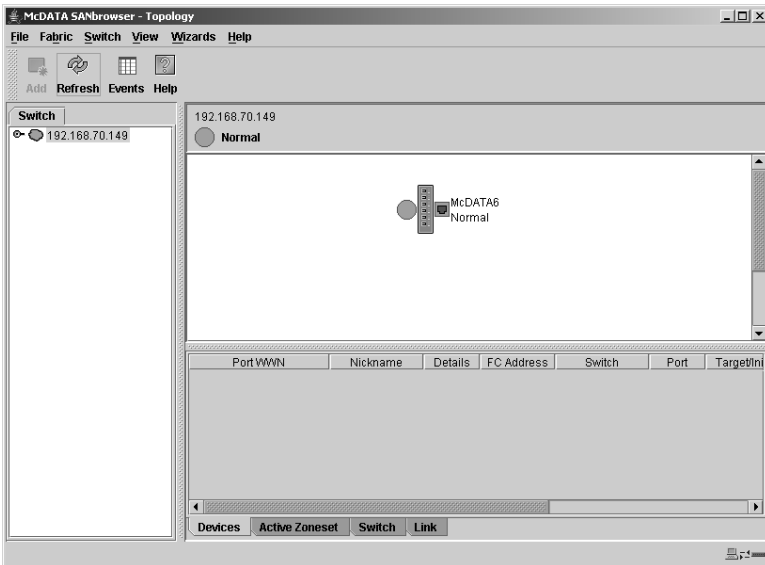 McDATA SANbrowser - Topology
File Fabric Switch View Wizards Help
Add Refresh Events Help
Switch
192.168.70.149
192.168.70.149
Normal
McDATA6
Normal
Port WWN Nickname Details FC Address Switch Port Target/Ini
Devices Active Zoneset Switch Link